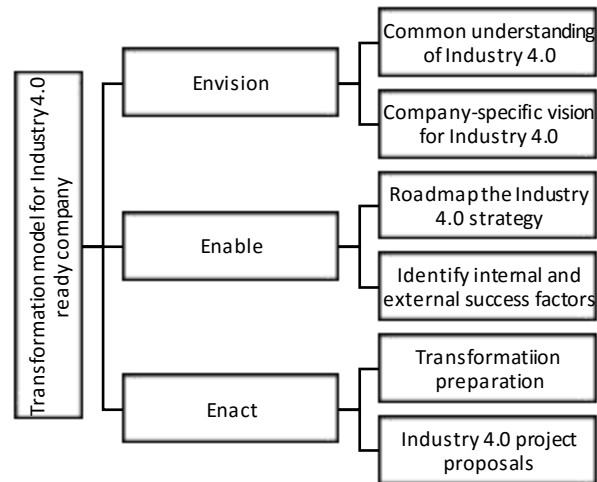 Transformation model for Industry 4.0
ready company
Envision
Common understanding
of Industry 4.0
Company-specific vision
for Industry 4.0
Enable
Roadmap the Industry
4.0 strategy
Identify internal and
external success factors
Enact
Transformatiion
preparation
Industry 4.0 project
proposals